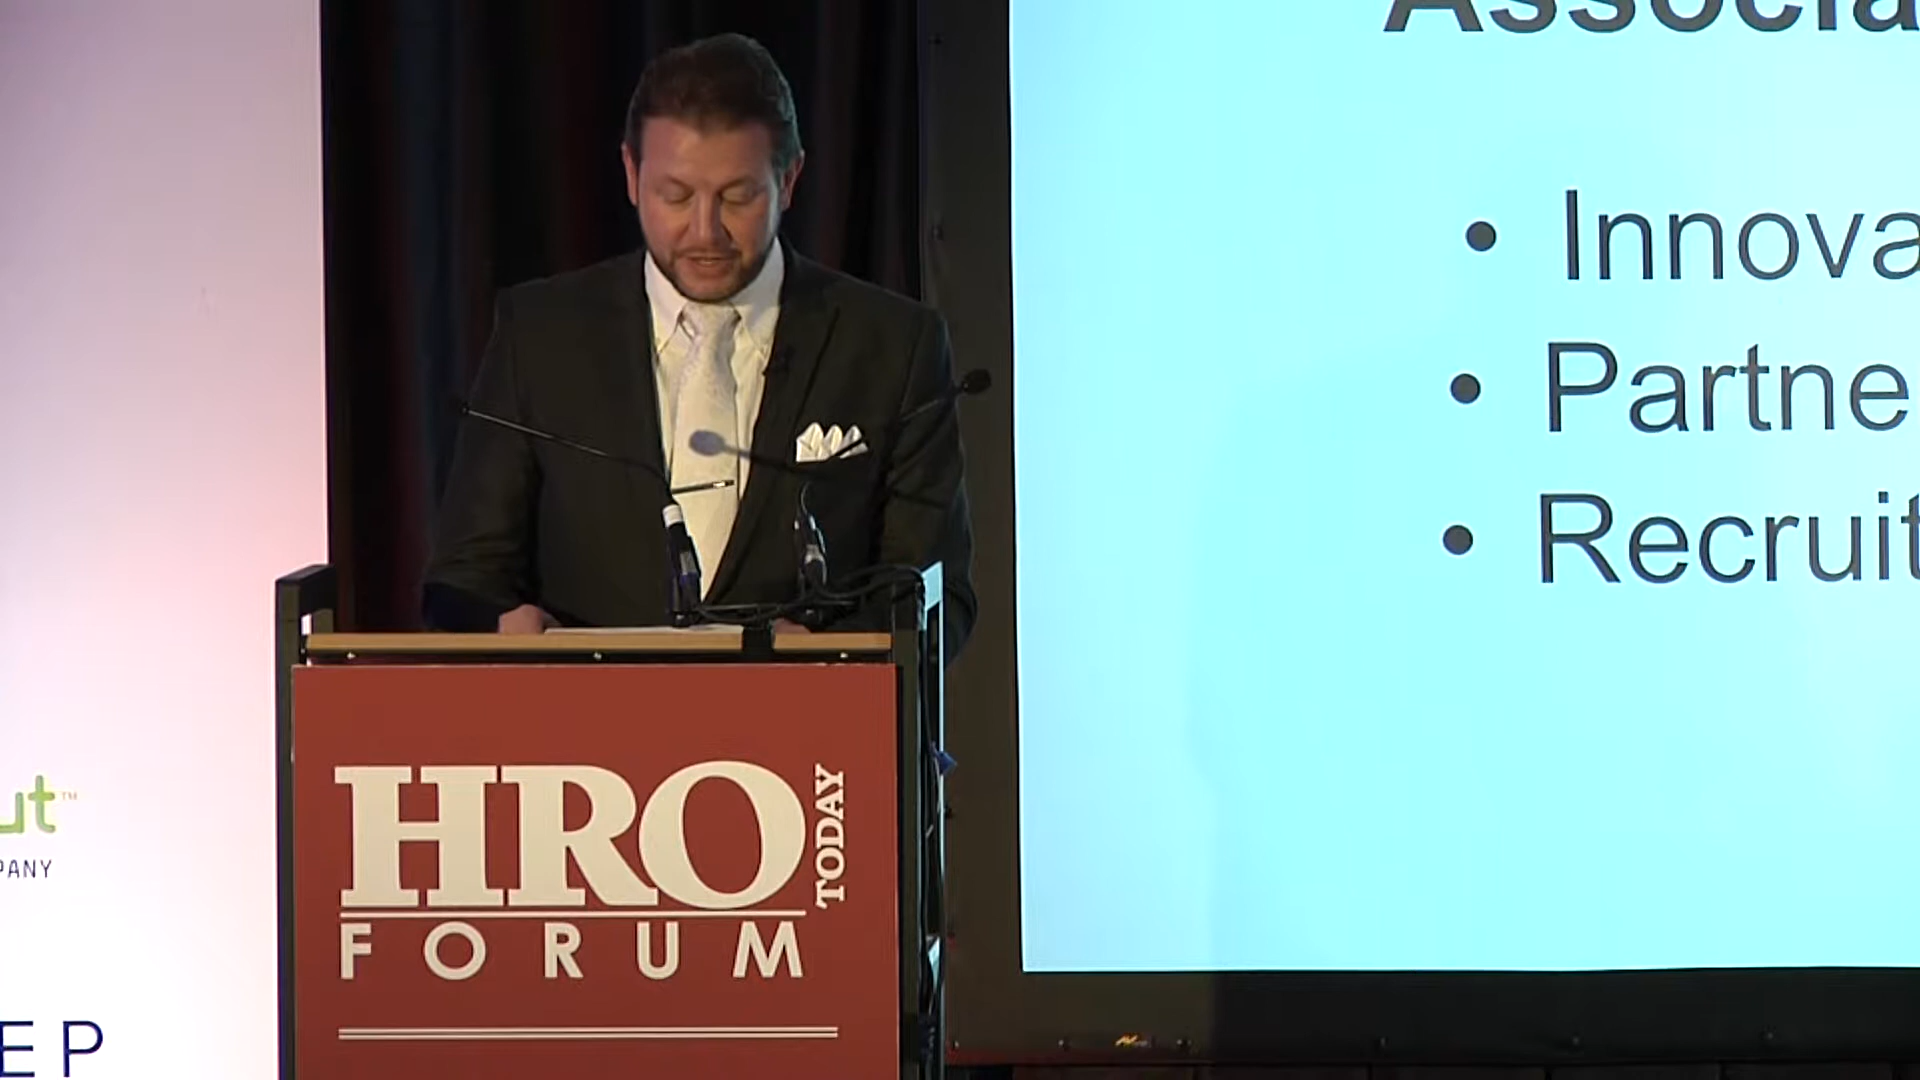 Associa
• Innova
• Partne
• Recruit
HRO
TODAY
FORUM
ut™
PANY
EP